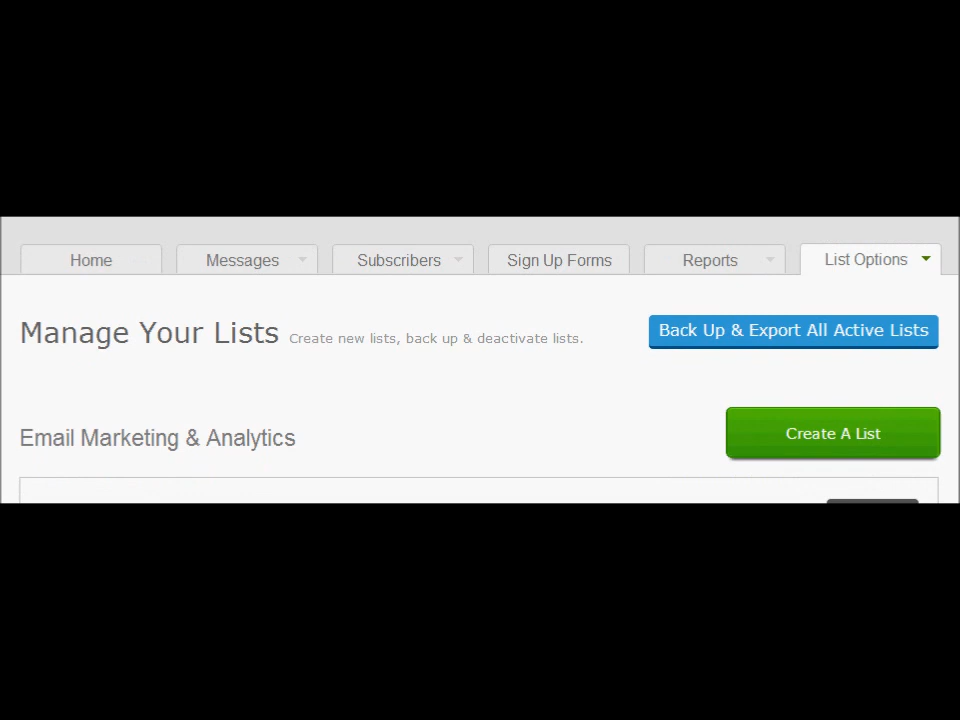 Home Messages Subscribers Sign Up Forms Reports List Options
Manage Your Lists Create new lists, back up & deactivate lists. Back Up & Export All Active Lists
Email Marketing & Analytics Create A List